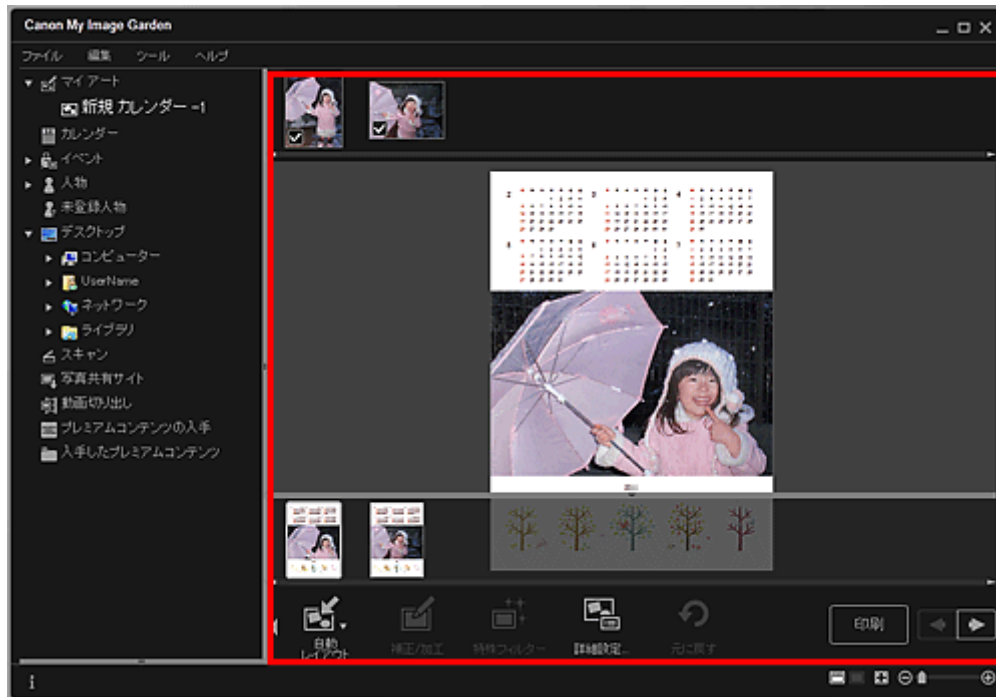 Canon My Image Garden
ファイル 編集 ツール ヘルプ
マイ アート
新規 カレンダー -1
カレンダー
イベント
人物
未登録人物
デスクトップ
コンピューター
UserName
ネットワーク
ライブラリ
スキャン
写真共有サイト
動画切り出し
プレミアムコンテンツの入手
入手したプレミアムコンテンツ
2 3 4
5 6 7
自動
レイアウト
補正/加工
特殊フィルター
詳細設定...
元に戻す
印刷